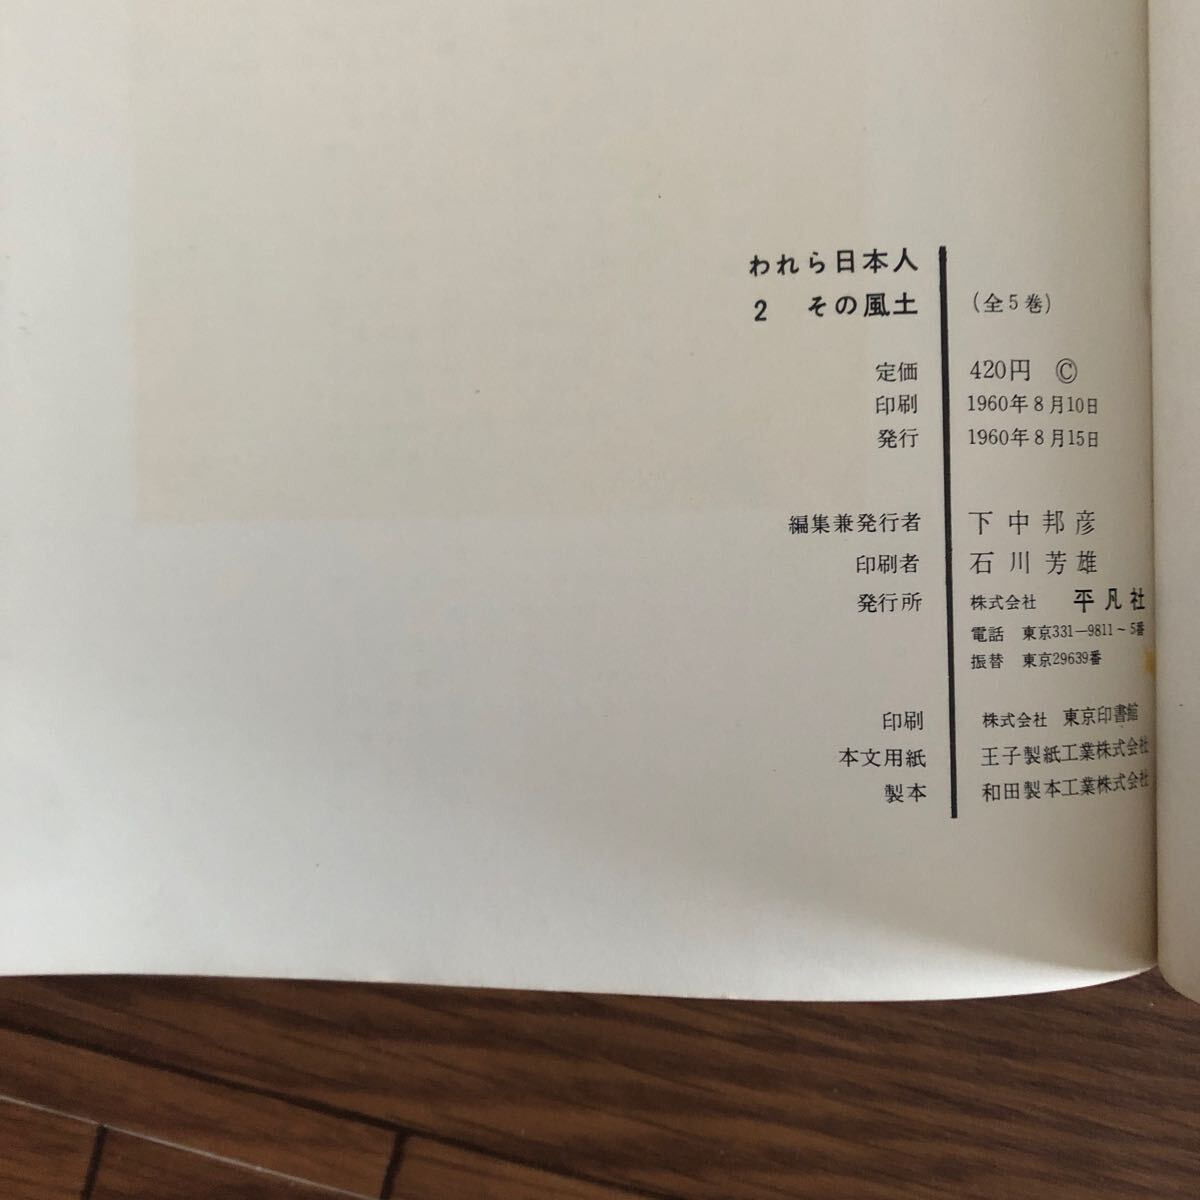 われら日本人
2 その風土 (全5巻)
定価 420円 Ⓒ
印刷 1960年8月10日
発行 1960年8月15日
編集兼発行者 下中邦彦
印刷者 石川芳雄
発行所 株式会社 平凡社
電話 東京331―9811~5番
振替 東京29639番
印刷 株式会社 東京印書館
本文用紙 王子製紙工業株式会社
製本 和田製本工業株式会社